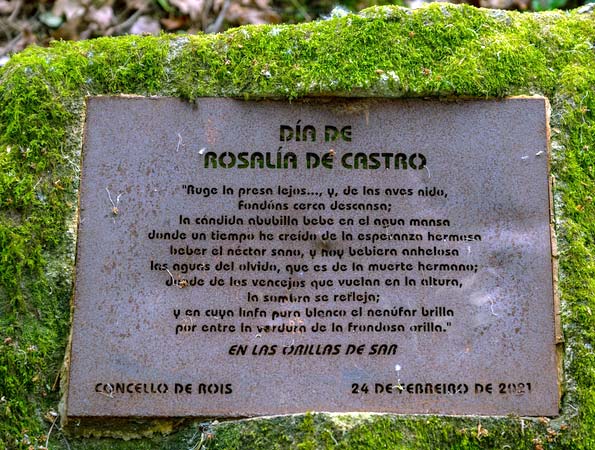 DÍA DE
ROSALÍA DE CASTRO
"Ruge la presa lejos..., y, de las aves nido,
Fondóns cerca descansa;
la cándida abubilla bebe en el agua mansa
donde un tiempo he creído de la esperanza hermosa
beber el néctar sano, y hoy bebiera anhelosa
las aguas del olvido, que es de la muerte hermano;
donde de los vencejos que vuelan en la altura,
la sombra se refleja;
y en cuya linfa pura blanco el nenúfar brilla
por entre la verdura de la frondosa orilla."
EN LAS ORILLAS DE SAR
CONCELLO DE ROIS 24 DE FEBREIRO DE 2021